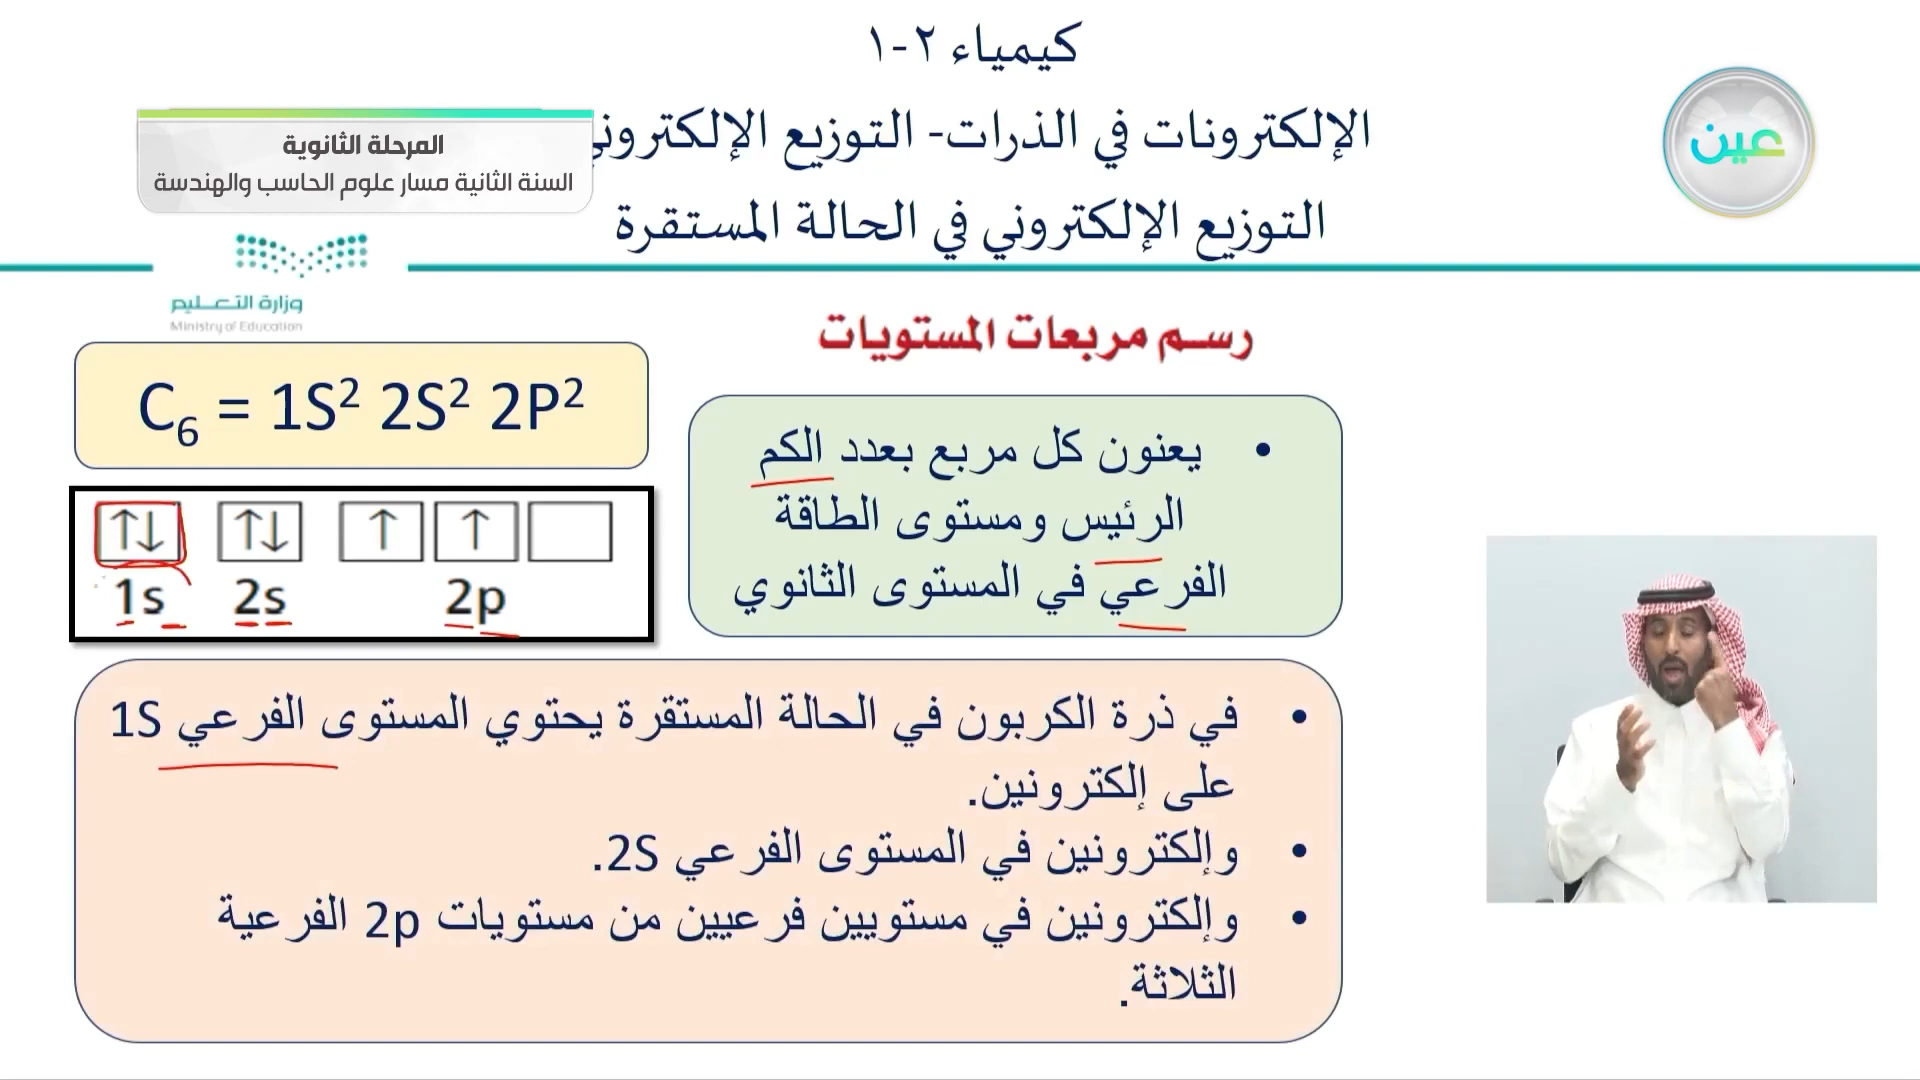 كيمياء ٢-١
الإلكترونات في الذرات- التوزيع الإلكتروني
التوزيع الإلكتروني في الحالة المستقرة
عين
المرحلة الثانوية
السنة الثانية مسار علوم الحاسب والهندسة
وزارة التعليم
Ministry of Education
رسم مربعات المستويات
• يعنون كل مربع بعدد الكم
الرئيس ومستوى الطاقة
الفرعي في المستوى الثانوي
C₆ = 1S² 2S² 2P²
↑↓ ↑↓ ↑ ↑
1s 2s 2p
• في ذرة الكربون في الحالة المستقرة يحتوي المستوى الفرعي 1S
على إلكترونين.
• وإلكترونين في المستوى الفرعي 2S.
• وإلكترونين في مستويين فرعيين من مستويات 2p الفرعية
الثلاثة.